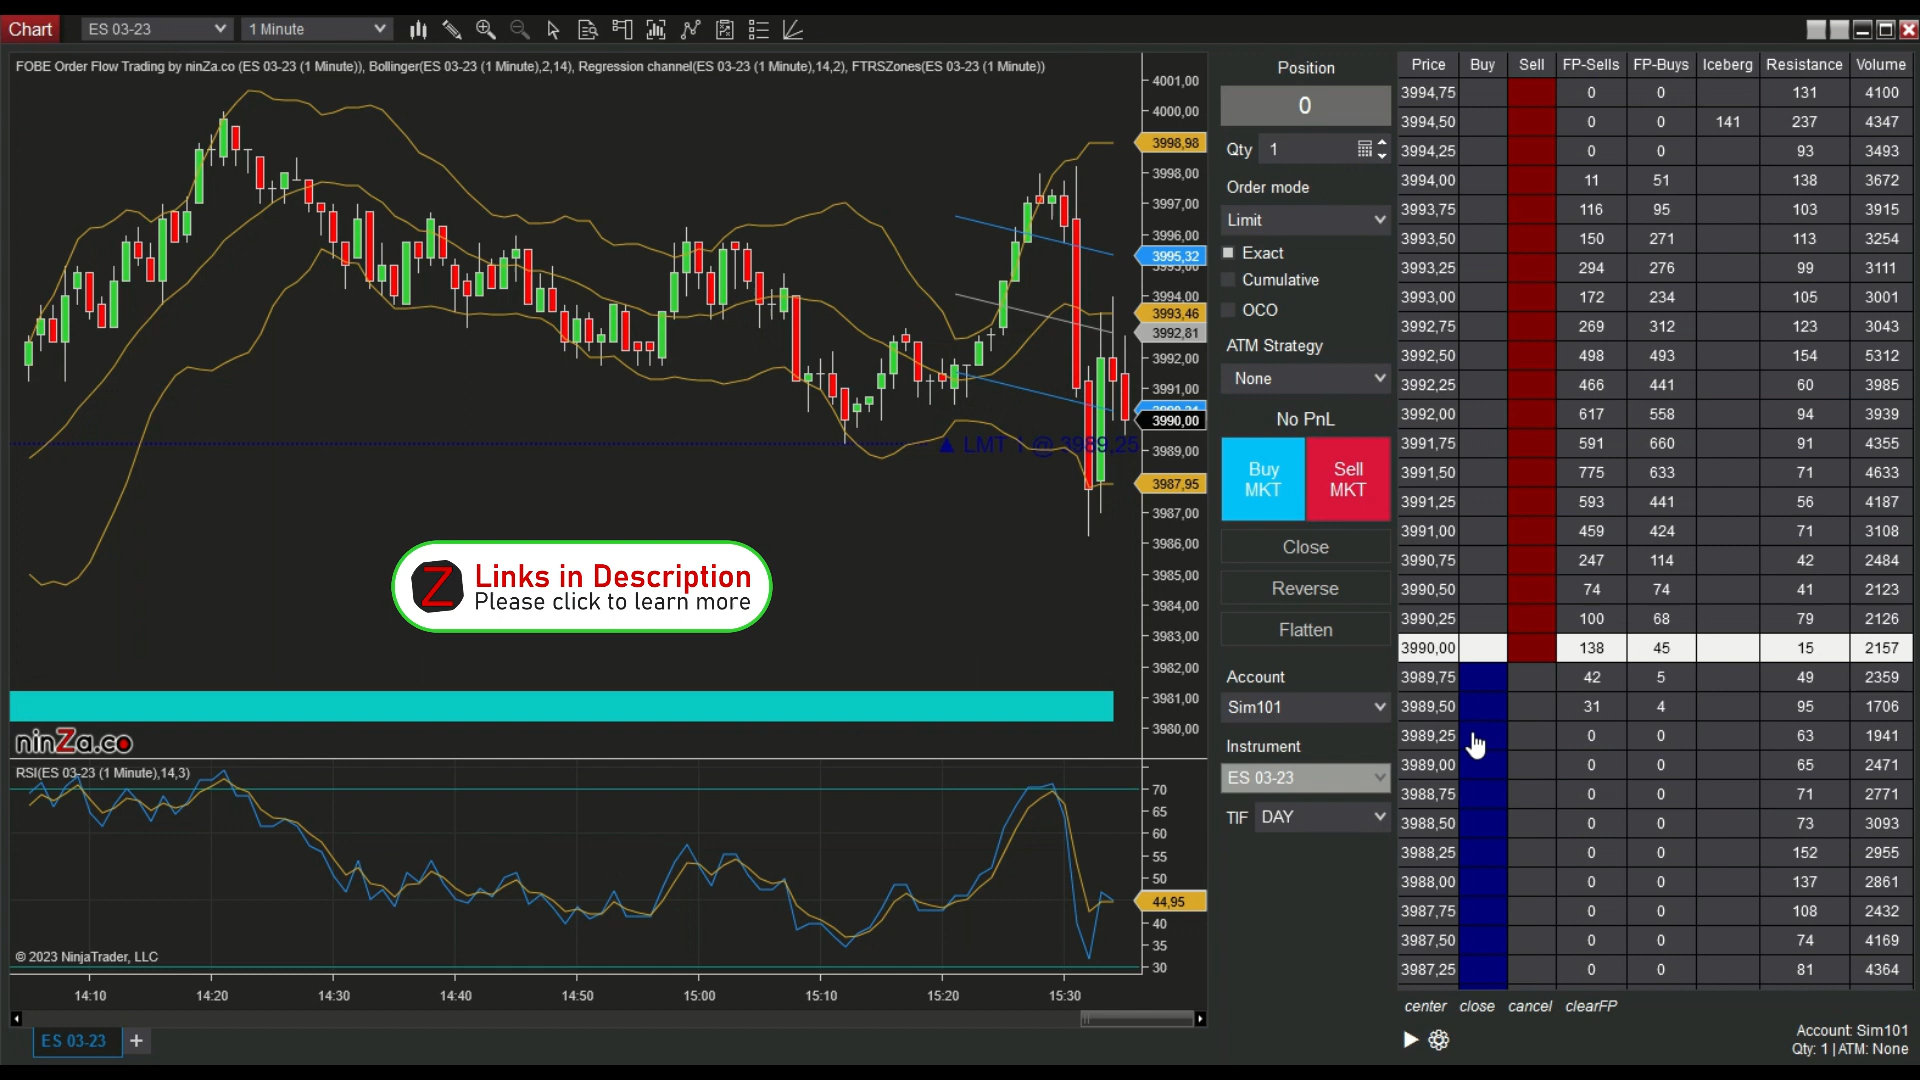 Chart ES 03-23 1 Minute
FOBE Order Flow Trading by ninZa.co (ES 03-23 (1 Minute)), Bollinger(ES 03-23 (1 Minute),2,14), Regression channel(ES 03-23 (1 Minute),14,2), FTRSZones(ES 03-23 (1 Minute))
4001,00
4000,00
3998,98
3998,00
3997,00
3996,00
3995,32
3995,00
3994,00
3993,46
3992,81
3992,00
3991,00
3990,00
▲ LMT 1 @ 3989,25
3989,00
3987,95
3987,00
3986,00
3985,00
3984,00
3983,00
3982,00
3981,00
3980,00
Links in Description
Please click to learn more
ninZa.co
RSI(ES 03-23 (1 Minute),14,3)
70
65
60
55
50
44,95
40
35
30
© 2023 NinjaTrader, LLC
14:10 14:20 14:30 14:40 14:50 15:00 15:10 15:20 15:30
ES 03-23 +
Position
0
Qty 1
Order mode
Limit
Exact
Cumulative
OCO
ATM Strategy
None
No PnL
Buy MKT
Sell MKT
Close
Reverse
Flatten
Account
Sim101
Instrument
ES 03-23
TIF DAY
Price Buy Sell FP-Sells FP-Buys Iceberg Resistance Volume
3994,75 0 0 131 4100
3994,50 0 0 141 237 4347
3994,25 0 0 93 3493
3994,00 11 51 138 3672
3993,75 116 95 103 3915
3993,50 150 271 113 3254
3993,25 294 276 99 3111
3993,00 172 234 105 3001
3992,75 269 312 123 3043
3992,50 498 493 154 5312
3992,25 466 441 60 3985
3992,00 617 558 94 3939
3991,75 591 660 91 4355
3991,50 775 633 71 4633
3991,25 593 441 56 4187
3991,00 459 424 71 3108
3990,75 247 114 42 2484
3990,50 74 74 41 2123
3990,25 100 68 79 2126
3990,00 138 45 15 2157
3989,75 42 5 49 2359
3989,50 31 4 95 1706
3989,25 0 0 63 1941
3989,00 0 0 65 2471
3988,75 0 0 71 2771
3988,50 0 0 73 3093
3988,25 0 0 152 2955
3988,00 0 0 137 2861
3987,75 0 0 108 2432
3987,50 0 0 74 4169
3987,25 0 0 81 4364
center close cancel clearFP
Account: Sim101
Qty: 1 | ATM: None